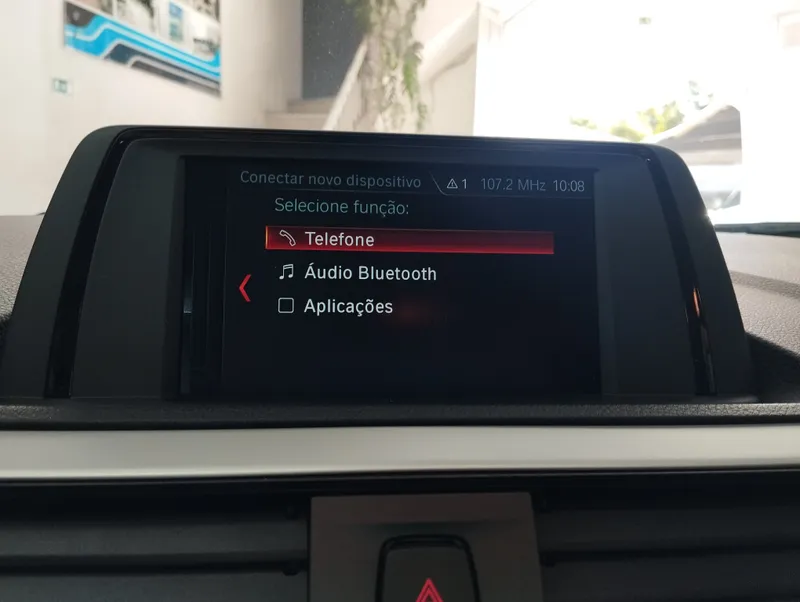 Conectar novo dispositivo
1 107.2 MHz 10:08
Selecione função:
Telefone
Áudio Bluetooth
Aplicações